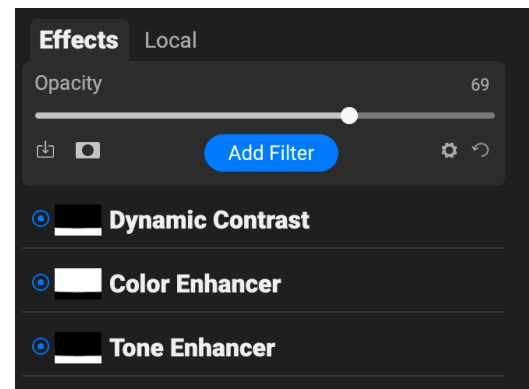 Effects Local
Opacity 69
Add Filter
Dynamic Contrast
Color Enhancer
Tone Enhancer